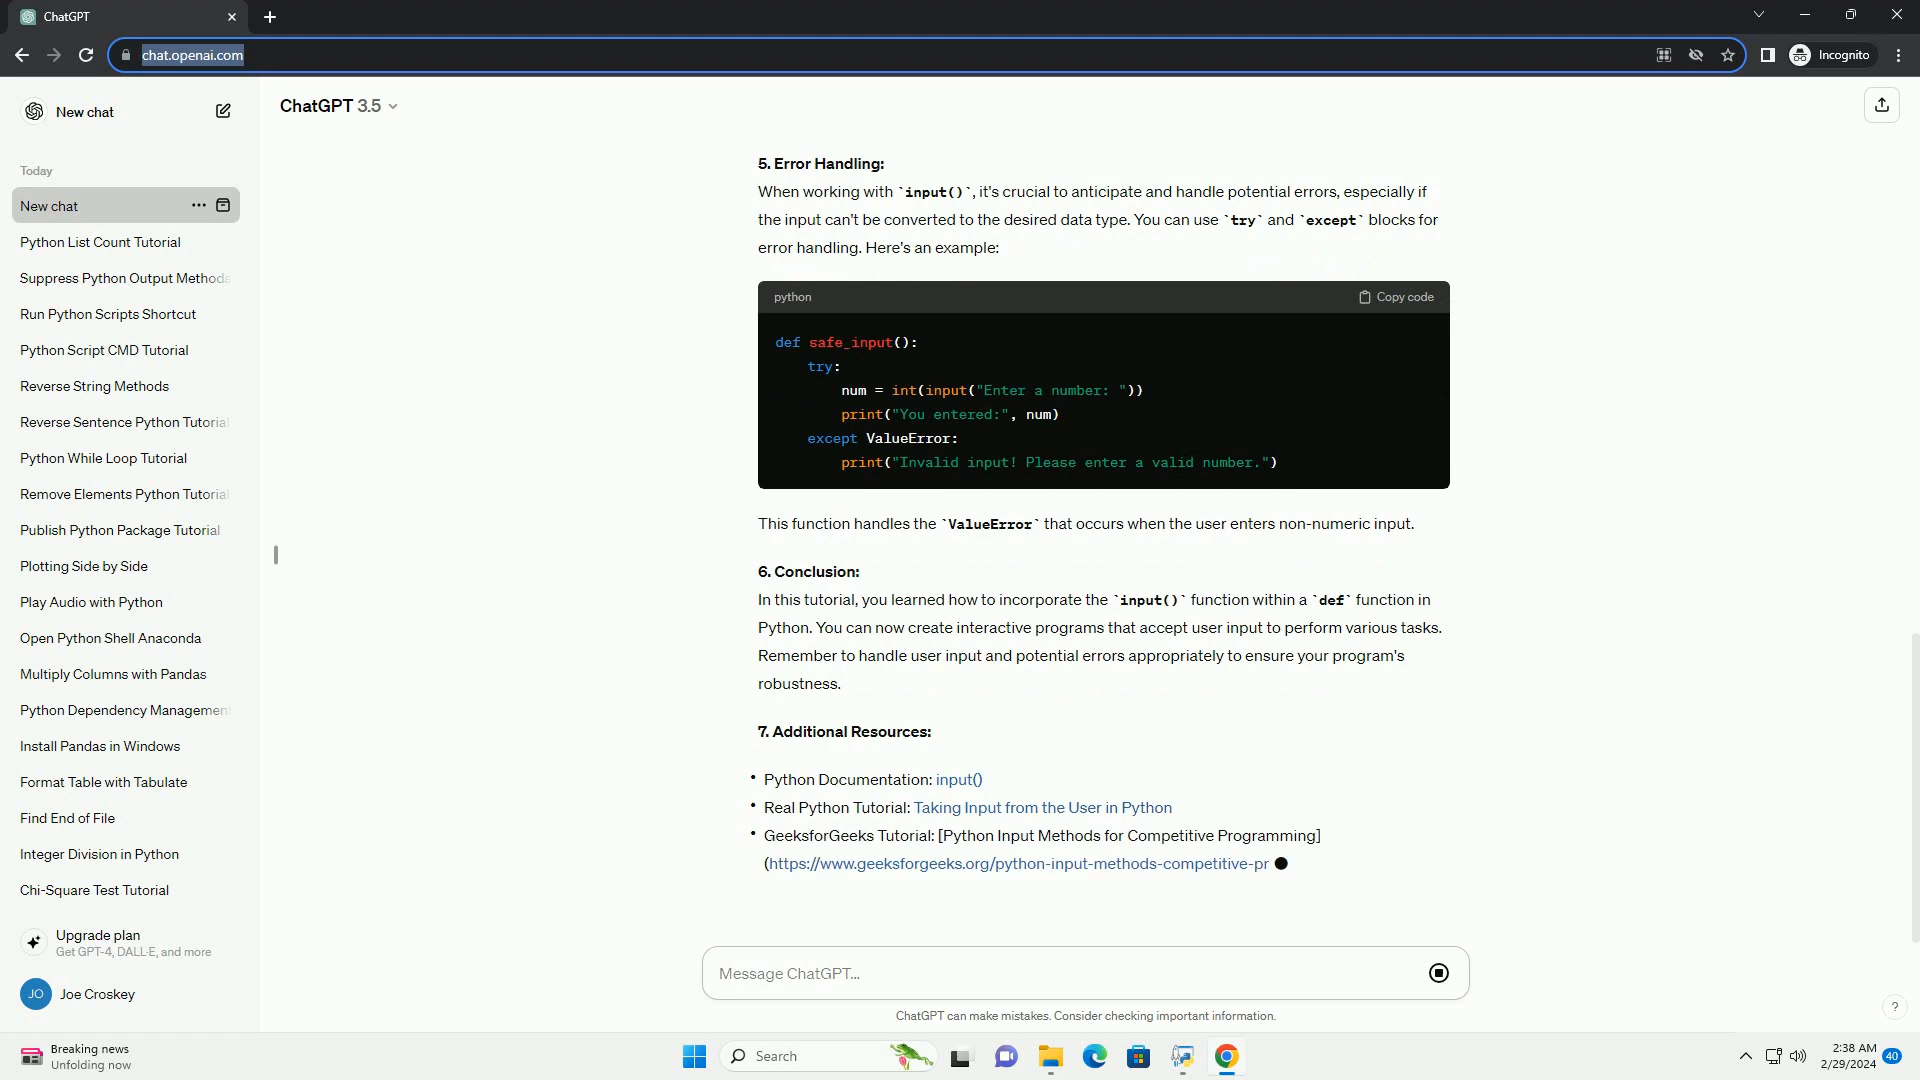 ChatGPT
chat.openai.com
Incognito
New chat
ChatGPT 3.5
Today
New chat
Python List Count Tutorial
Suppress Python Output Methods
Run Python Scripts Shortcut
Python Script CMD Tutorial
Reverse String Methods
Reverse Sentence Python Tutorial
Python While Loop Tutorial
Remove Elements Python Tutorial
Publish Python Package Tutorial
Plotting Side by Side
Play Audio with Python
Open Python Shell Anaconda
Multiply Columns with Pandas
Python Dependency Management
Install Pandas in Windows
Format Table with Tabulate
Find End of File
Integer Division in Python
Chi-Square Test Tutorial
Upgrade plan
Get GPT-4, DALL·E, and more
JO Joe Croskey
5. Error Handling:
When working with `input()`, it's crucial to anticipate and handle potential errors, especially if
the input can't be converted to the desired data type. You can use `try` and `except` blocks for
error handling. Here's an example:
python Copy code
def safe_input():
    try:
        num = int(input("Enter a number: "))
        print("You entered:", num)
    except ValueError:
        print("Invalid input! Please enter a valid number.")
This function handles the `ValueError` that occurs when the user enters non-numeric input.
6. Conclusion:
In this tutorial, you learned how to incorporate the `input()` function within a `def` function in
Python. You can now create interactive programs that accept user input to perform various tasks.
Remember to handle user input and potential errors appropriately to ensure your program's
robustness.
7. Additional Resources:
• Python Documentation: input()
• Real Python Tutorial: Taking Input from the User in Python
• GeeksforGeeks Tutorial: [Python Input Methods for Competitive Programming]
(https://www.geeksforgeeks.org/python-input-methods-competitive-pr
Message ChatGPT...
ChatGPT can make mistakes. Consider checking important information.
?
Breaking news
Unfolding now
Search
2:38 AM
2/29/2024
40